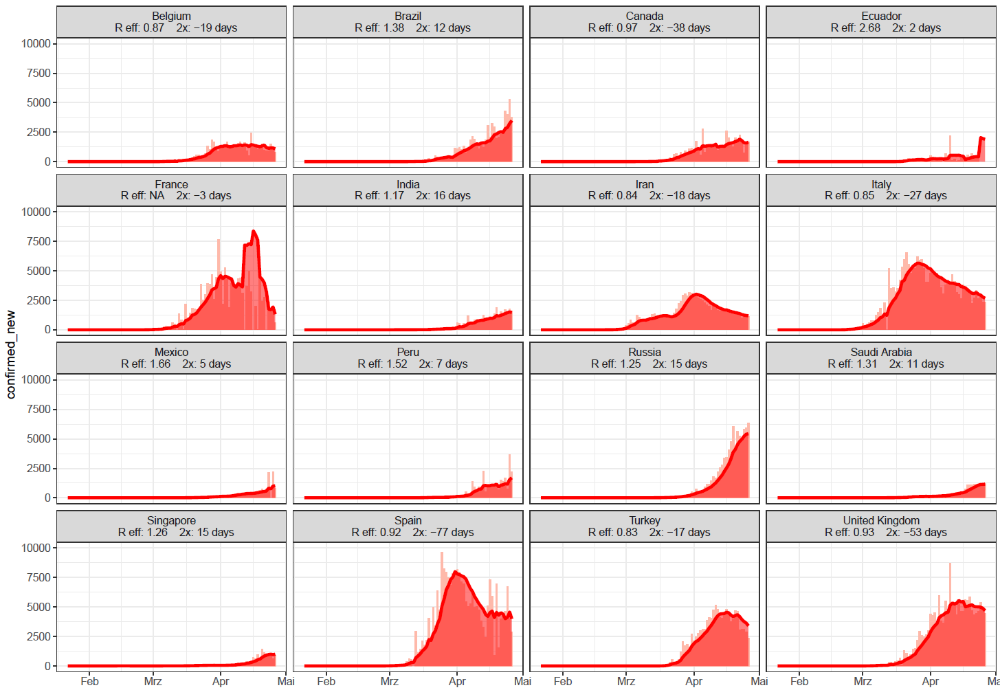 confirmed_new
Belgium
R eff: 0.87 2x: −19 days
Brazil
R eff: 1.38 2x: 12 days
Canada
R eff: 0.97 2x: −38 days
Ecuador
R eff: 2.68 2x: 2 days
10000
7500
5000
2500
0
France
R eff: NA 2x: −3 days
India
R eff: 1.17 2x: 16 days
Iran
R eff: 0.84 2x: −18 days
Italy
R eff: 0.85 2x: −27 days
10000
7500
5000
2500
0
Mexico
R eff: 1.66 2x: 5 days
Peru
R eff: 1.52 2x: 7 days
Russia
R eff: 1.25 2x: 15 days
Saudi Arabia
R eff: 1.31 2x: 11 days
10000
7500
5000
2500
0
Singapore
R eff: 1.26 2x: 15 days
Spain
R eff: 0.92 2x: −77 days
Turkey
R eff: 0.83 2x: −17 days
United Kingdom
R eff: 0.93 2x: −53 days
10000
7500
5000
2500
0
Feb Mrz Apr Mai Feb Mrz Apr Mai Feb Mrz Apr Mai Feb Mrz Apr